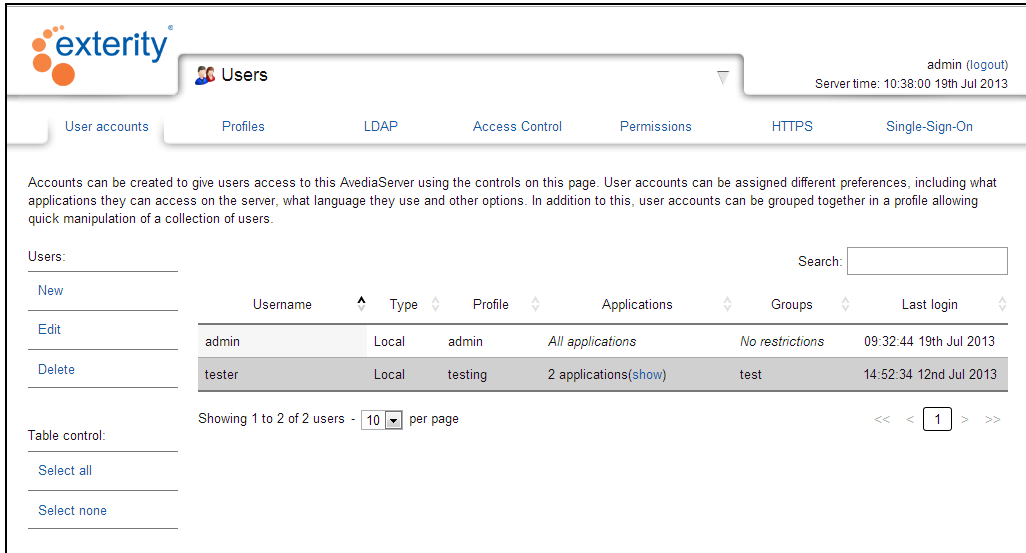 exterity®
Users
admin (logout)
Server time: 10:38:00 19th Jul 2013
User accounts Profiles LDAP Access Control Permissions HTTPS Single-Sign-On
Accounts can be created to give users access to this AvediaServer using the controls on this page. User accounts can be assigned different preferences, including what
applications they can access on the server, what language they use and other options. In addition to this, user accounts can be grouped together in a profile allowing
quick manipulation of a collection of users.
Users:
New
Edit
Delete
Table control:
Select all
Select none
Search:
Username Type Profile Applications Groups Last login
admin Local admin All applications No restrictions 09:32:44 19th Jul 2013
tester Local testing 2 applications(show) test 14:52:34 12nd Jul 2013
Showing 1 to 2 of 2 users - 10 per page
<< < 1 > >>